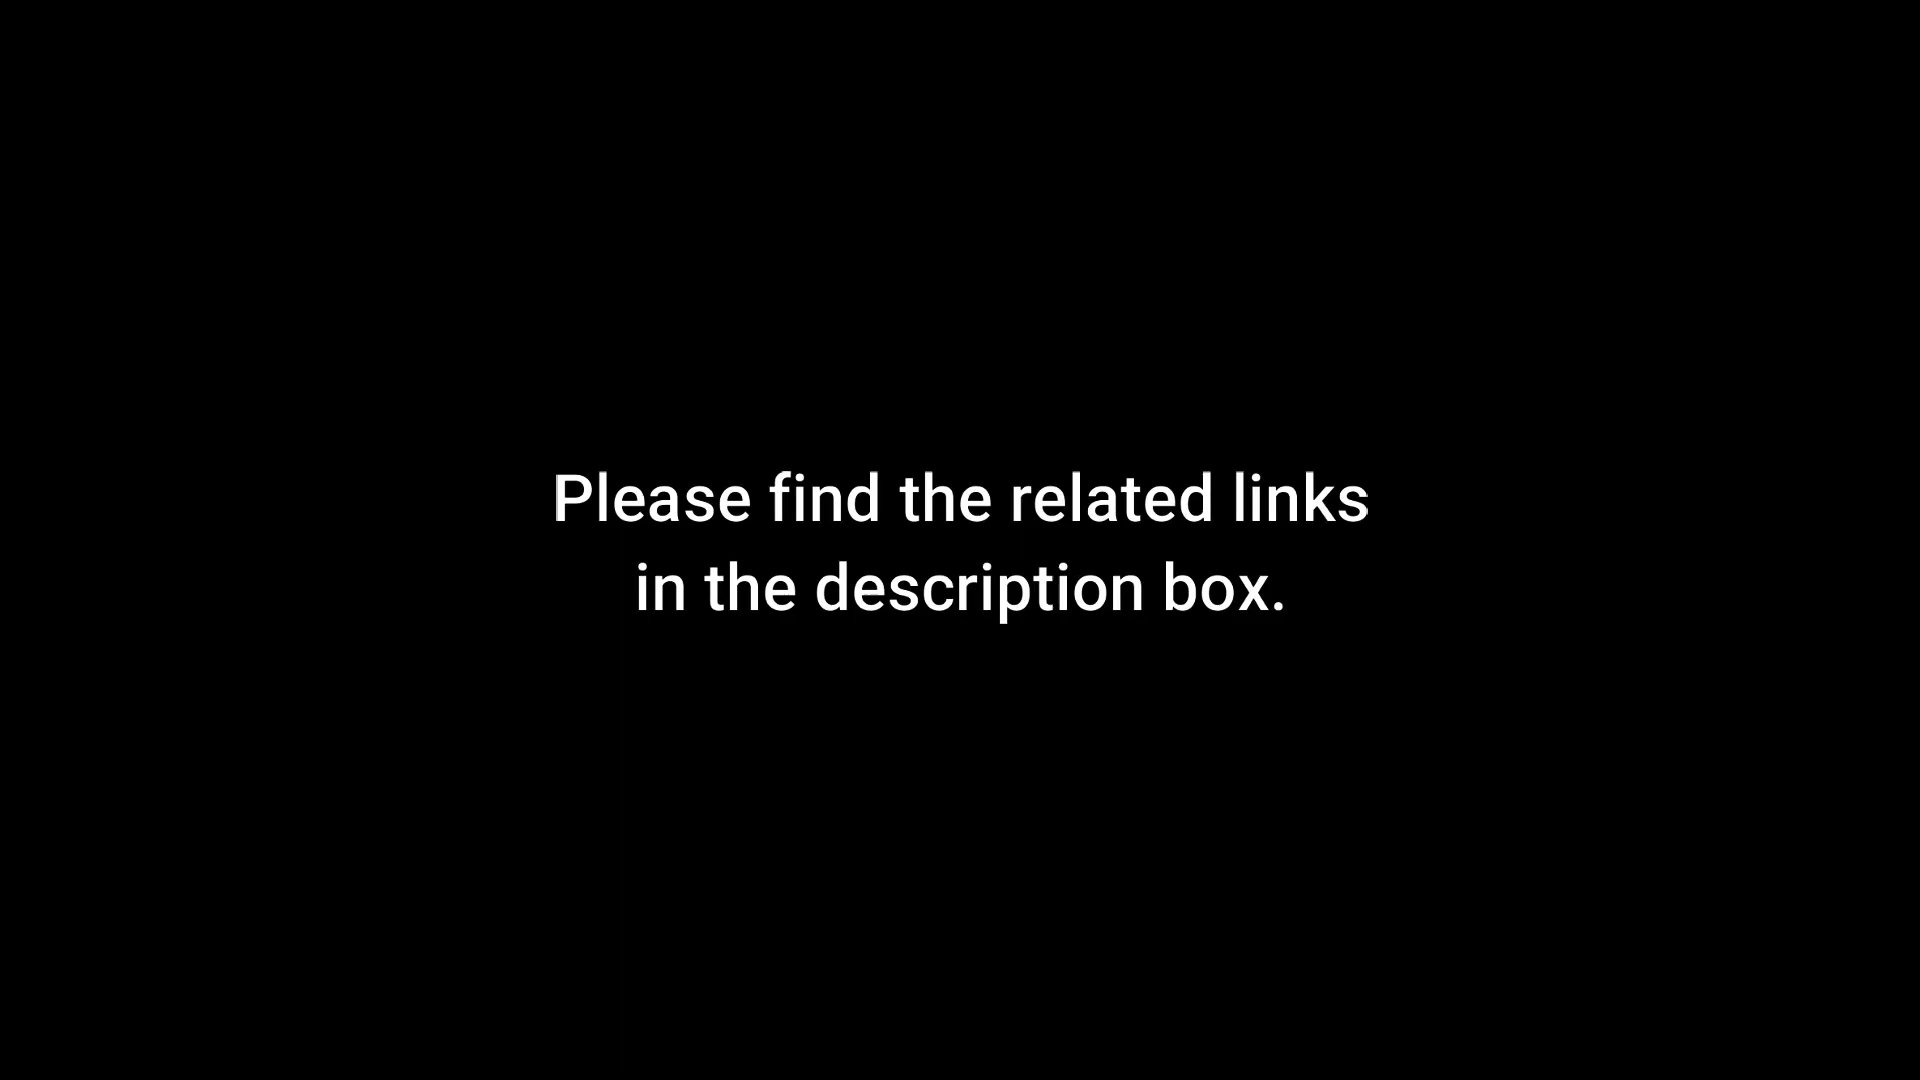 Please find the related links
in the description box.